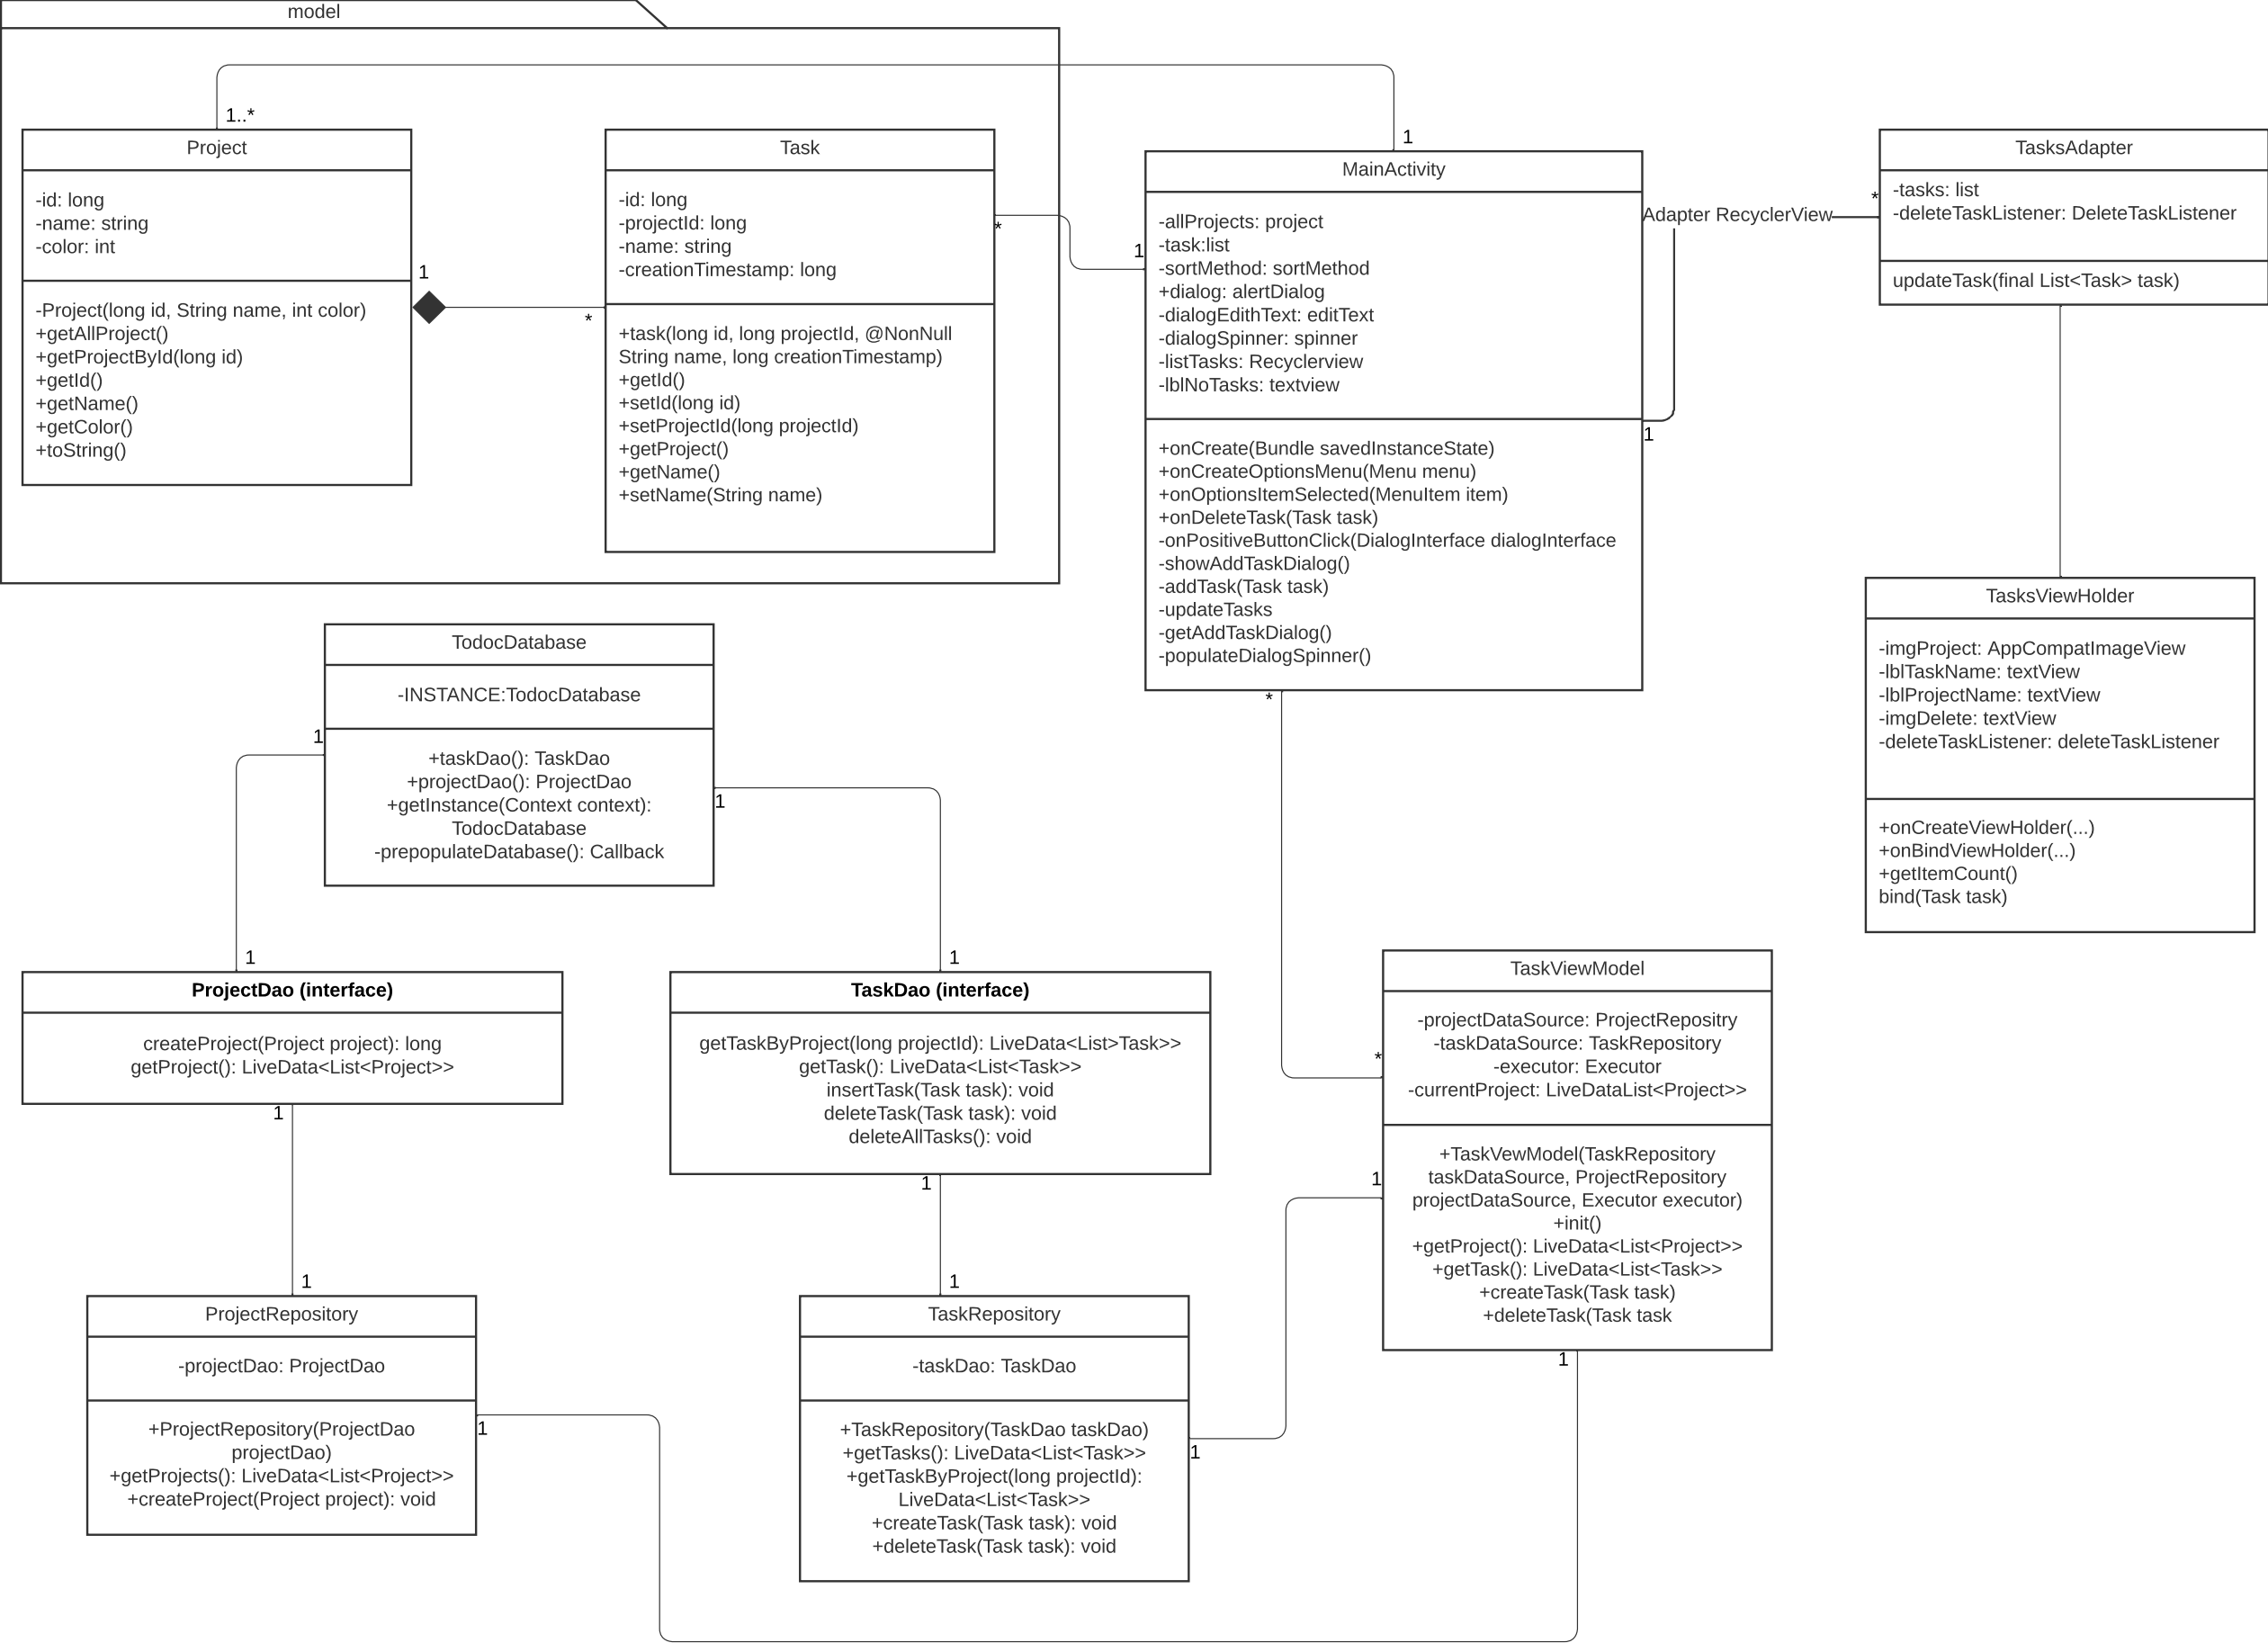 model
1..*
1
Project
-id: long
-name: string
-color: int
-Project(long id, String name, int color)
+getAllProject()
+getProjectById(long id)
+getId()
+getName()
+getColor()
+toString()
1
*
Task
-id: long
-projectId: long
-name: string
-creationTimestamp: long
+task(long id, long projectId, @NonNull
String name, long creationTimestamp)
+getId()
+setId(long id)
+setProjectId(long projectId)
+getProject()
+getName()
+setName(String name)
*
1
MainActivity
-allProjects: project
-task:list
-sortMethod: sortMethod
+dialog: alertDialog
-dialogEdithText: editText
-dialogSpinner: spinner
-listTasks: Recyclerview
-lblNoTasks: textview
+onCreate(Bundle savedInstanceState)
+onCreateOptionsMenu(Menu menu)
+onOptionsItemSelected(MenuItem item)
+onDeleteTask(Task task)
-onPositiveButtonClick(DialogInterface dialogInterface
-showAddTaskDialog()
-addTask(Task task)
-updateTasks
-getAddTaskDialog()
-populateDialogSpinner()
Adapter RecyclerView
*
1
TasksAdapter
-tasks: list
-deleteTaskListener: DeleteTaskListener
updateTask(final List<Task> task)
TasksViewHolder
-imgProject: AppCompatImageView
-lblTaskName: textView
-lblProjectName: textView
-imgDelete: textView
-deleteTaskListener: deleteTaskListener
+onCreateViewHolder(...)
+onBindViewHolder(...)
+getItemCount()
bind(Task task)
TodocDatabase
-INSTANCE:TodocDatabase
+taskDao(): TaskDao
+projectDao(): ProjectDao
+getInstance(Context context):
TodocDatabase
-prepopulateDatabase(): Callback
1
1
*
*
1
1
ProjectDao (interface)
createProject(Project project): long
getProject(): LiveData<List<Project>>
1
1
TaskDao (interface)
getTaskByProject(long projectId): LiveData<List>Task>>
getTask(): LiveData<List<Task>>
insertTask(Task task): void
deleteTask(Task task): void
deleteAllTasks(): void
1
1
TaskViewModel
-projectDataSource: ProjectRepositry
-taskDataSource: TaskRepository
-executor: Executor
-currentProject: LiveDataList<Project>>
+TaskVewModel(TaskRepository
taskDataSource, ProjectRepository
projectDataSource, Executor executor)
+init()
+getProject(): LiveData<List<Project>>
+getTask(): LiveData<List<Task>>
+createTask(Task task)
+deleteTask(Task task
1
1
ProjectRepository
-projectDao: ProjectDao
+ProjectRepository(ProjectDao
projectDao)
+getProjects(): LiveData<List<Project>>
+createProject(Project project): void
1
TaskRepository
-taskDao: TaskDao
+TaskRepository(TaskDao taskDao)
+getTasks(): LiveData<List<Task>>
+getTaskByProject(long projectId):
LiveData<List<Task>>
+createTask(Task task): void
+deleteTask(Task task): void
1